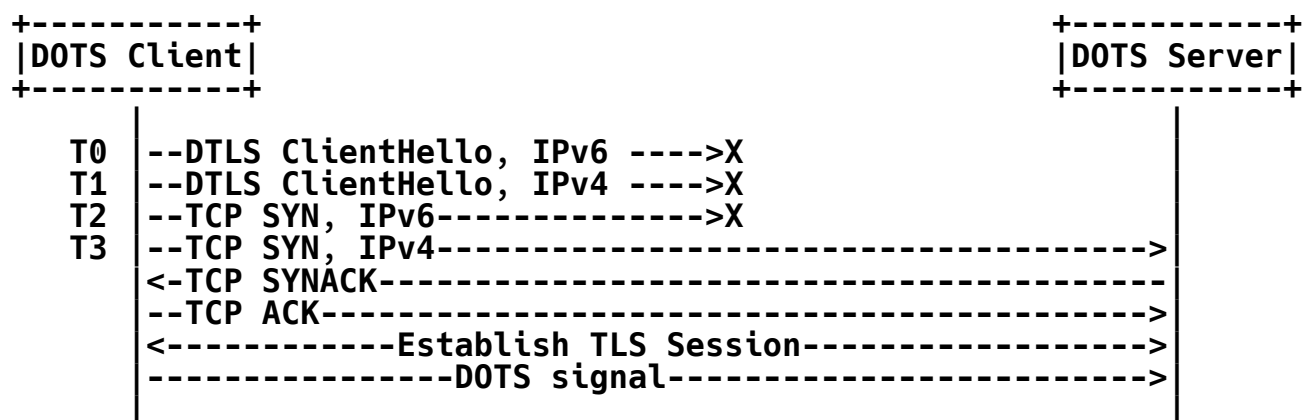 +-----------+                                         +-----------+
|DOTS Client|                                         |DOTS Server|
+-----------+                                         +-----------+
      |                                                     |
   T0 |--DTLS ClientHello, IPv6 ---->X                      |
   T1 |--DTLS ClientHello, IPv4 ---->X                      |
   T2 |--TCP SYN, IPv6-------------->X                      |
   T3 |--TCP SYN, IPv4------------------------------------->|
      |<-TCP SYNACK-----------------------------------------|
      |--TCP ACK------------------------------------------->|
      |<------------Establish TLS Session------------------>|
      |----------------DOTS signal------------------------->|
      |                                                     |